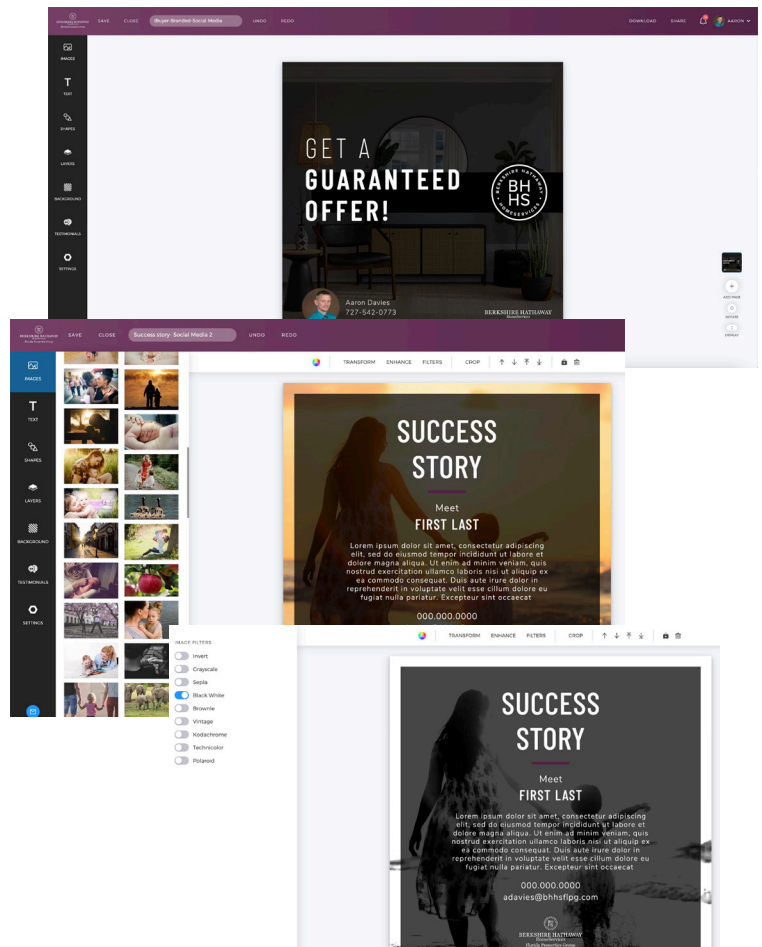 BERKSHIRE HATHAWAY
SAVE
CLOSE
iBuyer-Branded-Social Media
UNDO
REDO
DOWNLOAD
SHARE
AARON
IMAGES
TEXT
SHAPES
LAYERS
BACKGROUND
TESTIMONIALS
SETTINGS
GET A
GUARANTEED
OFFER!
BERKSHIRE HATHAWAY
BH
HS
HOMESERVICES
Aaron Davies
727-542-0773
BERKSHIRE HATHAWAY
HomeServices
ADD PAGE
DISPLAY
BERKSHIRE HATHAWAY
SAVE
CLOSE
Success story- Social Media 2
UNDO
REDO
IMAGES
TEXT
SHAPES
LAYERS
BACKGROUND
TESTIMONIALS
SETTINGS
TRANSFORM
ENHANCE
FILTERS
CROP
SUCCESS
STORY
Meet
FIRST LAST
Lorem ipsum dolor sit amet, consectetur adipiscing
elit, sed do eiusmod tempor incididunt ut labore et
dolore magna aliqua. Ut enim ad minim veniam, quis
nostrud exercitation ullamco laboris nisi ut aliquip ex
ea commodo consequat. Duis aute irure dolor in
reprehenderit in voluptate velit esse cillum dolore eu
fugiat nulla pariatur. Excepteur sint occaecat
000.000.0000
IMAGE FILTERS
Invert
Grayscale
Sepia
Black White
Brownie
Vintage
Kodachrome
Technicolor
Polaroid
TRANSFORM
ENHANCE
FILTERS
CROP
SUCCESS
STORY
Meet
FIRST LAST
Lorem ipsum dolor sit amet, consectetur adipiscing
elit, sed do eiusmod tempor incididunt ut labore et
dolore magna aliqua. Ut enim ad minim veniam, quis
nostrud exercitation ullamco laboris nisi ut aliquip ex
ea commodo consequat. Duis aute irure dolor in
reprehenderit in voluptate velit esse cillum dolore eu
fugiat nulla pariatur. Excepteur sint occaecat
000.000.0000
adavies@bhhsflpg.com
BH
HS
BERKSHIRE HATHAWAY
HomeServices
Florida Properties Group